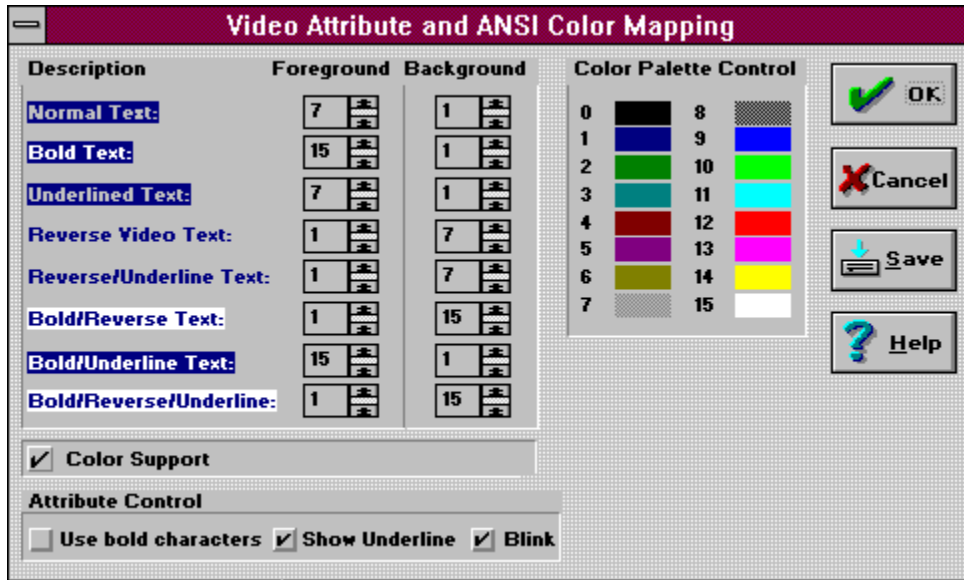 Video Attribute and ANSI Color Mapping
Description Foreground Background
Normal Text: 7 1
Bold Text: 15 1
Underlined Text: 7 1
Reverse Video Text: 1 7
Reverse/Underline Text: 1 7
Bold/Reverse Text: 1 15
Bold/Underline Text: 15 1
Bold/Reverse/Underline: 1 15
Color Support
Attribute Control
Use bold characters Show Underline Blink
Color Palette Control
0 8
1 9
2 10
3 11
4 12
5 13
6 14
7 15
OK
Cancel
Save
Help